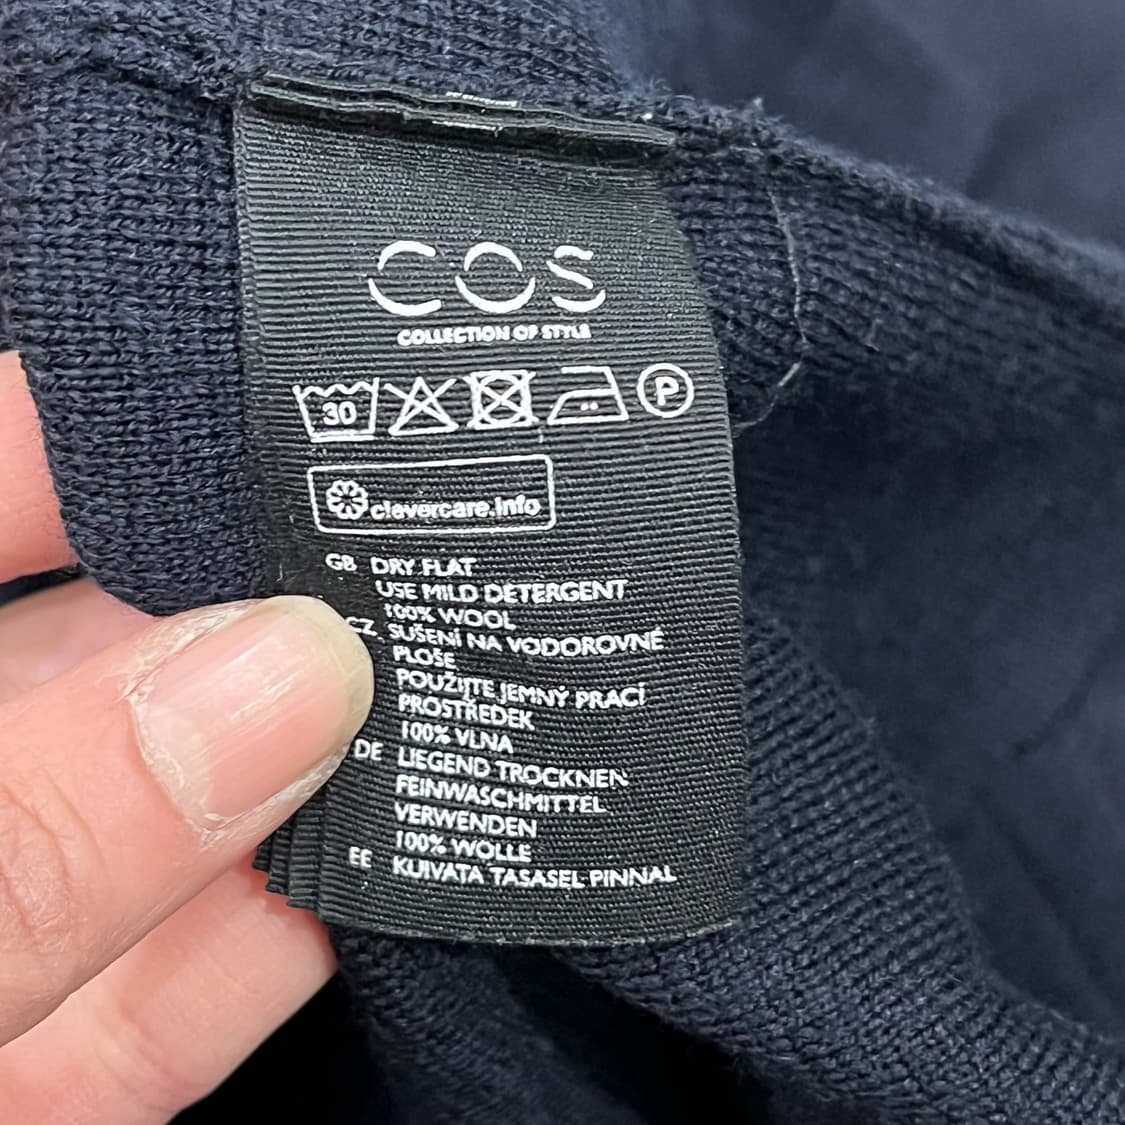 COS
COLLECTION OF STYLE
30
P
clevercare.info
GB DRY FLAT
USE MILD DETERGENT
100% WOOL
CZ SUŠENÍ NA VODOROVNÉ
PLOŠE
POUŽIJTE JEMNÝ PRACÍ
PROSTŘEDEK
100% VLNA
DE LIEGEND TROCKNEN
FEINWASCHMITTEL
VERWENDEN
100% WOLLE
EE KUIVATA TASASEL PINNAL